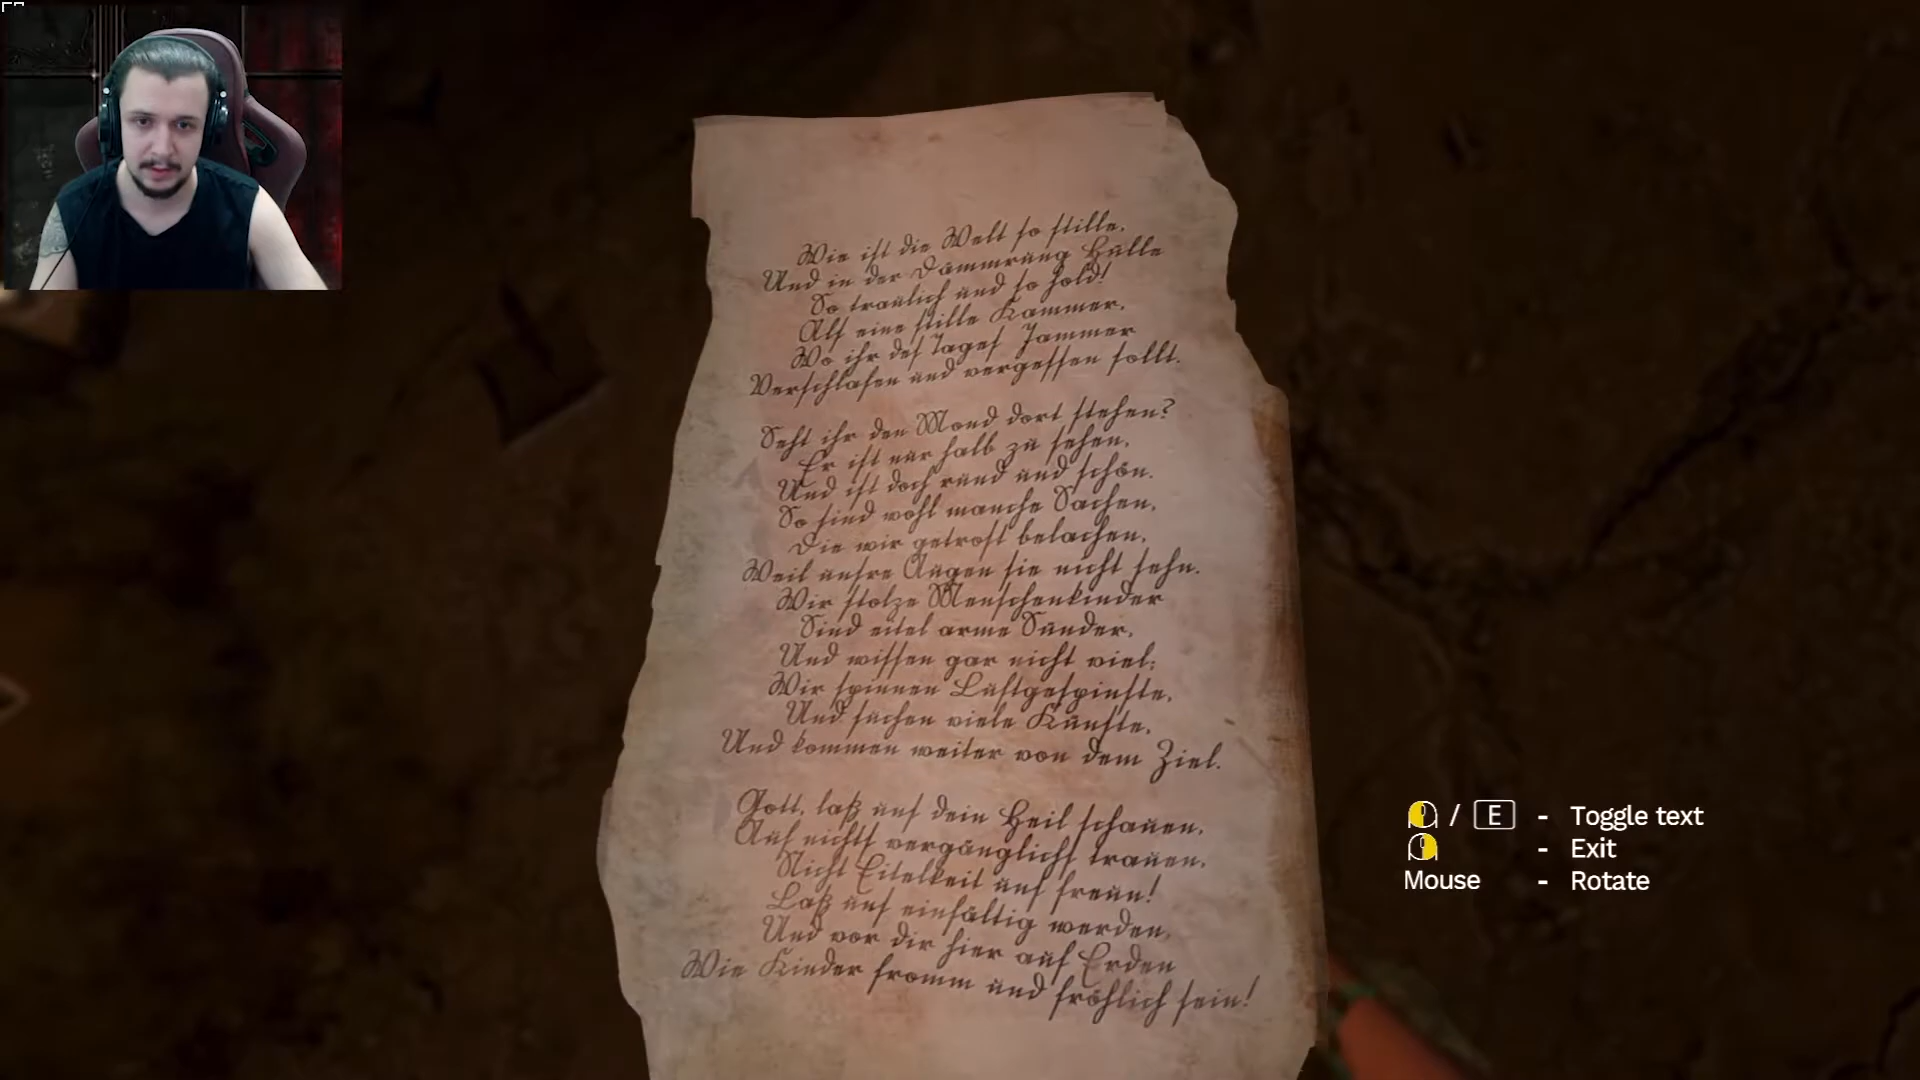 Wie ist die Welt so stille,
Und in der Dämmrung Hülle
So traulich und so hold!
Als eine stille Kammer,
Wo ihr des Tages Jammer
Verschlafen und vergessen sollt.
Seht ihr den Mond dort stehen?
Er ist nur halb zu sehen,
Und ist doch rund und schön.
So sind wohl manche Sachen,
Die wir getrost belachen,
Weil unsre Augen sie nicht sehn.
Wir stolze Menschenkinder
Sind eitel arme Sünder,
Und wissen gar nicht viel;
Wir spinnen Luftgespinste,
Und suchen viele Künste,
Und kommen weiter von dem Ziel.
Gott, laß uns dein Heil schauen,
Auf nichts vergänglichs trauen,
Nicht Eitelkeit uns freun!
Laß uns einfältig werden,
Und vor dir hier auf Erden
Wie Kinder fromm und fröhlich sein!
/ E - Toggle text
- Exit
Mouse - Rotate